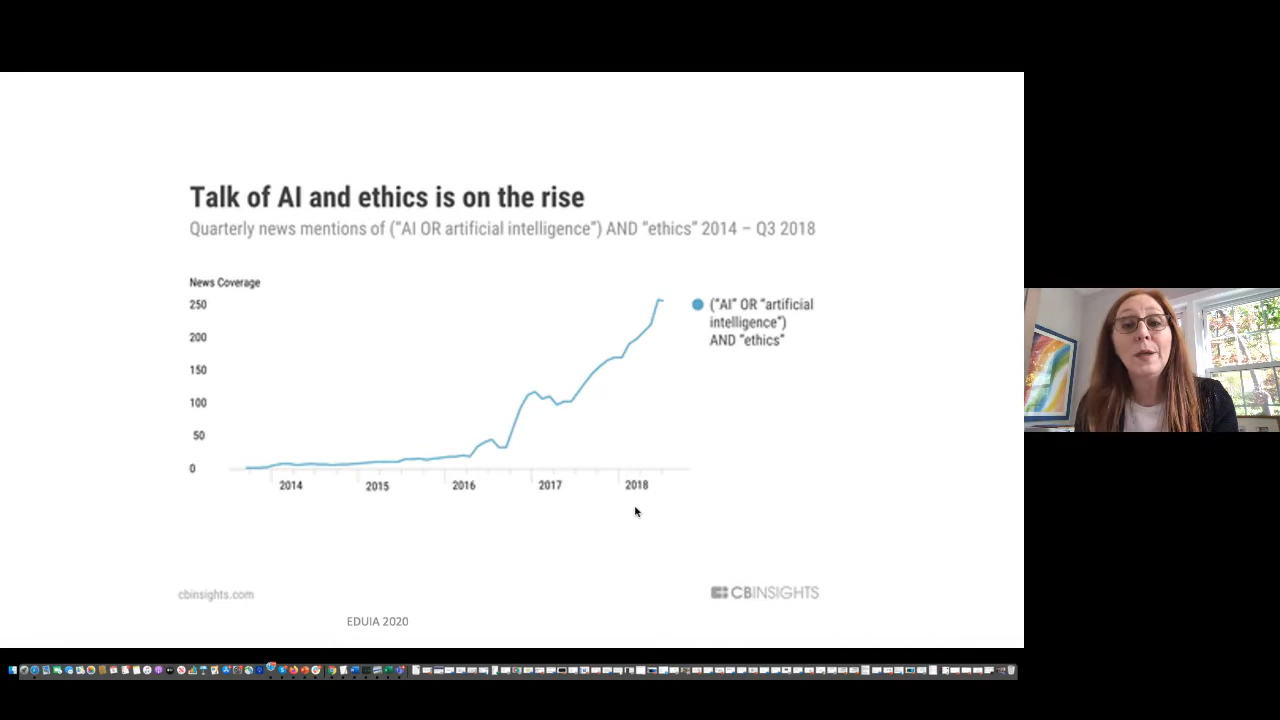 Talk of AI and ethics is on the rise
Quarterly news mentions of (“AI OR artificial intelligence”) AND “ethics” 2014 – Q3 2018
News Coverage
250
200
150
100
50
0
2014
2015
2016
2017
2018
(“AI” OR “artificial
intelligence”)
AND “ethics”
cbinsights.com
CBINSIGHTS
EDUIA 2020